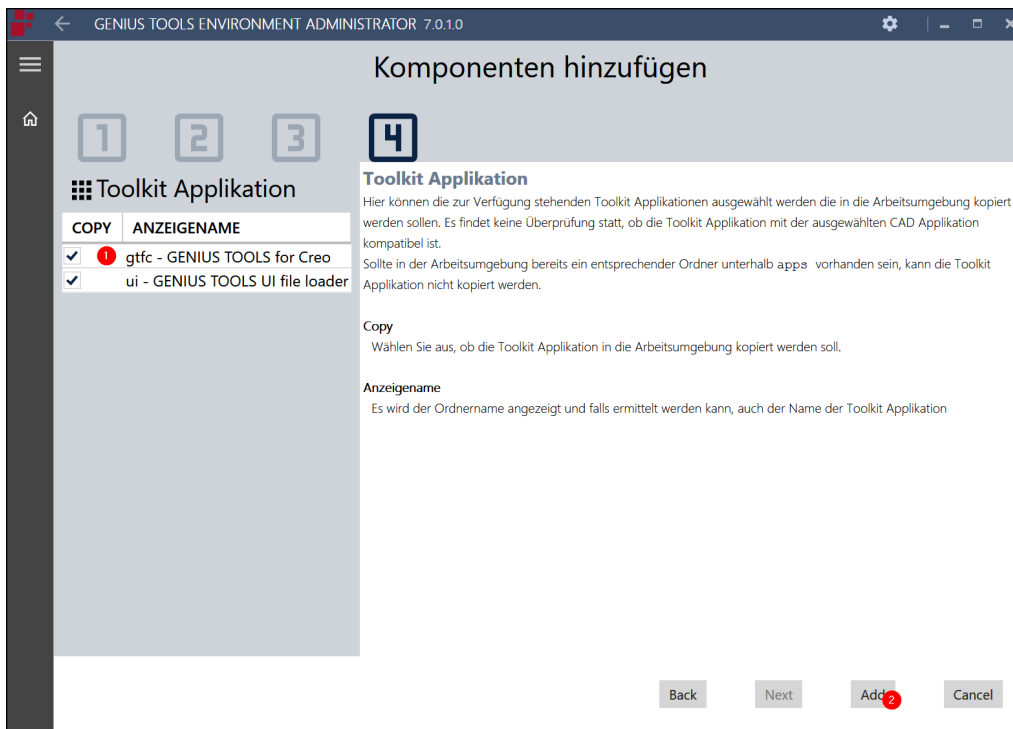 GENIUS TOOLS ENVIRONMENT ADMINISTRATOR 7.0.1.0
Komponenten hinzufügen
1 2 3 4
Toolkit Applikation
COPY ANZEIGENAME
1 gtfc - GENIUS TOOLS for Creo
ui - GENIUS TOOLS UI file loader
Toolkit Applikation
Hier können die zur Verfügung stehenden Toolkit Applikationen ausgewählt werden die in die Arbeitsumgebung kopiert
werden sollen. Es findet keine Überprüfung statt, ob die Toolkit Applikation mit der ausgewählten CAD Applikation
kompatibel ist.
Sollte in der Arbeitsumgebung bereits ein entsprechender Ordner unterhalb apps vorhanden sein, kann die Toolkit
Applikation nicht kopiert werden.
Copy
Wählen Sie aus, ob die Toolkit Applikation in die Arbeitsumgebung kopiert werden soll.
Anzeigename
Es wird der Ordnername angezeigt und falls ermittelt werden kann, auch der Name der Toolkit Applikation
Back Next Add 2 Cancel